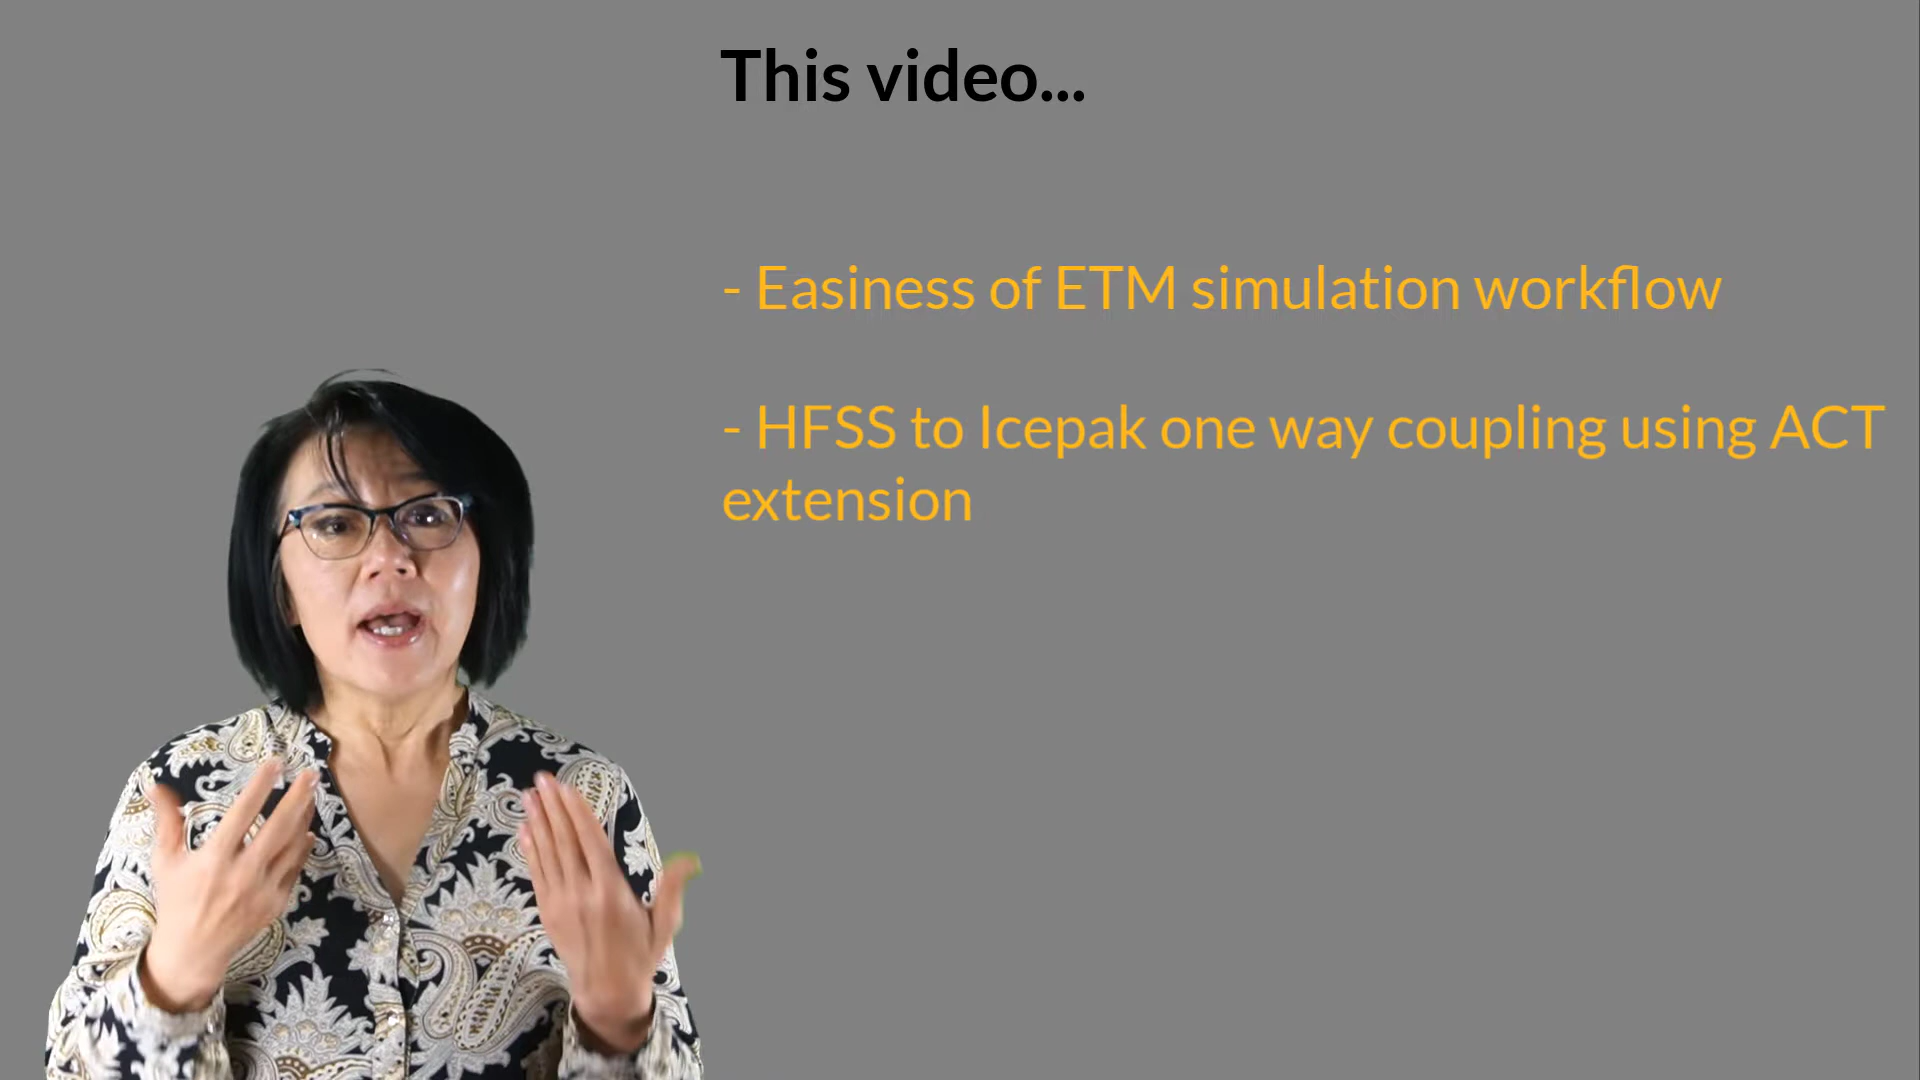 This video...
- Easiness of ETM simulation workflow
- HFSS to Icepak one way coupling using ACT
extension